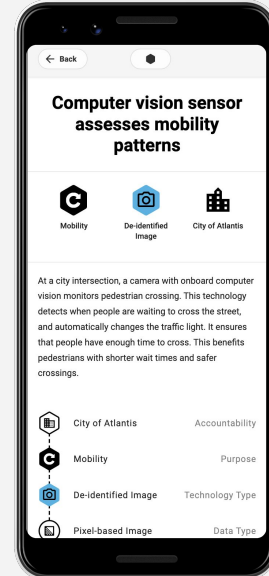 Back
Computer vision sensor
assesses mobility
patterns
C
Mobility
De-identified
Image
City of Atlantis
At a city intersection, a camera with onboard computer
vision monitors pedestrian crossing. This technology
detects when people are waiting to cross the street,
and automatically changes the traffic light. It ensures
that people have enough time to cross. This benefits
pedestrians with shorter wait times and safer
crossings.
City of Atlantis Accountability
C Mobility Purpose
De-identified Image Technology Type
Pixel-based Image Data Type